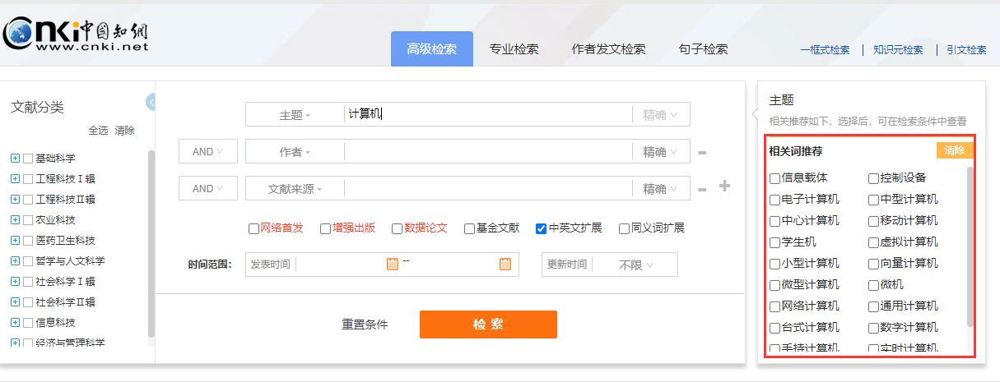 Cnki中国知網
www.cnki.net
高级检索 专业检索 作者发文检索 句子检索
一框式检索 知识元检索 引文检索
文献分类
全选 清除
基础科学
工程科技Ⅰ辑
工程科技Ⅱ辑
农业科技
医药卫生科技
哲学与人文科学
社会科学Ⅰ辑
社会科学Ⅱ辑
信息科技
经济与管理科学
主题 计算机 精确
AND 作者 精确
AND 文献来源 精确
网络首发 增强出版 数据论文 基金文献 中英文扩展 同义词扩展
时间范围: 发表时间 -- 更新时间 不限
重置条件 检索
主题
相关推荐如下，选择后，可在检索条件中查看
相关词推荐 清除
信息载体 控制设备
电子计算机 中型计算机
中心计算机 移动计算机
学生机 虚拟计算机
小型计算机 向量计算机
微型计算机 微机
网络计算机 通用计算机
台式计算机 数字计算机
手持计算机 实时计算机